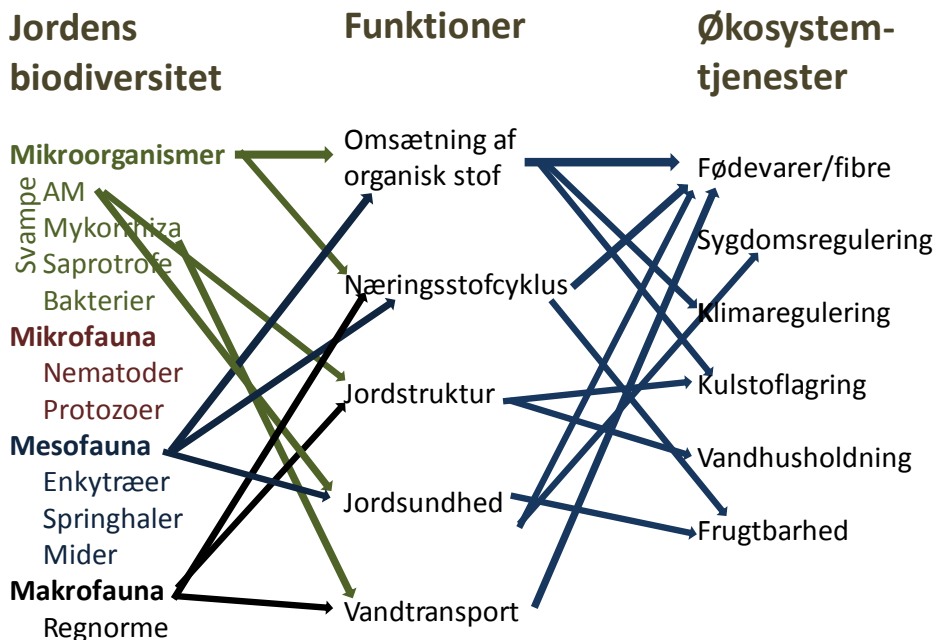 Jordens
biodiversitet
Mikroorganismer
Svampe
AM
Mykorrhiza
Saprotrofe
Bakterier
Mikrofauna
Nematoder
Protozoer
Mesofauna
Enkytræer
Springhaler
Mider
Makrofauna
Regnorme
Funktioner
Omsætning af
organisk stof
Næringsstofcyklus
Jordstruktur
Jordsundhed
Vandtransport
Økosystem-
tjenester
Fødevarer/fibre
Sygdomsregulering
Klimaregulering
Kulstoflagring
Vandhusholdning
Frugtbarhed